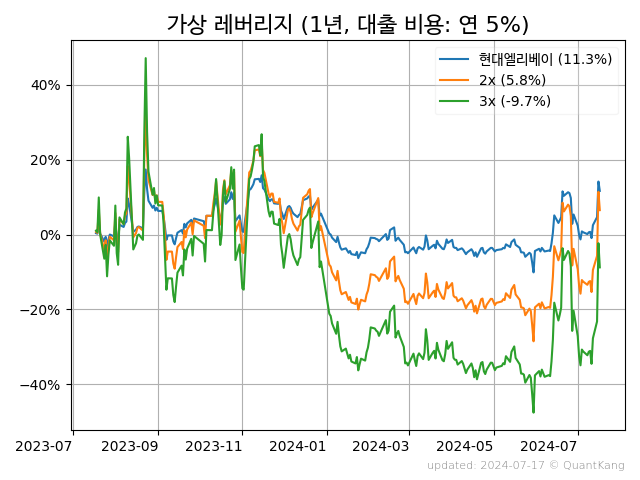 가상 레버리지 (1년, 대출 비용: 연 5%)
현대엘리베이 (11.3%)
2x (5.8%)
3x (-9.7%)
40%
20%
0%
−20%
−40%
2023-07 2023-09 2023-11 2024-01 2024-03 2024-05 2024-07
updated: 2024-07-17 © QuantKang